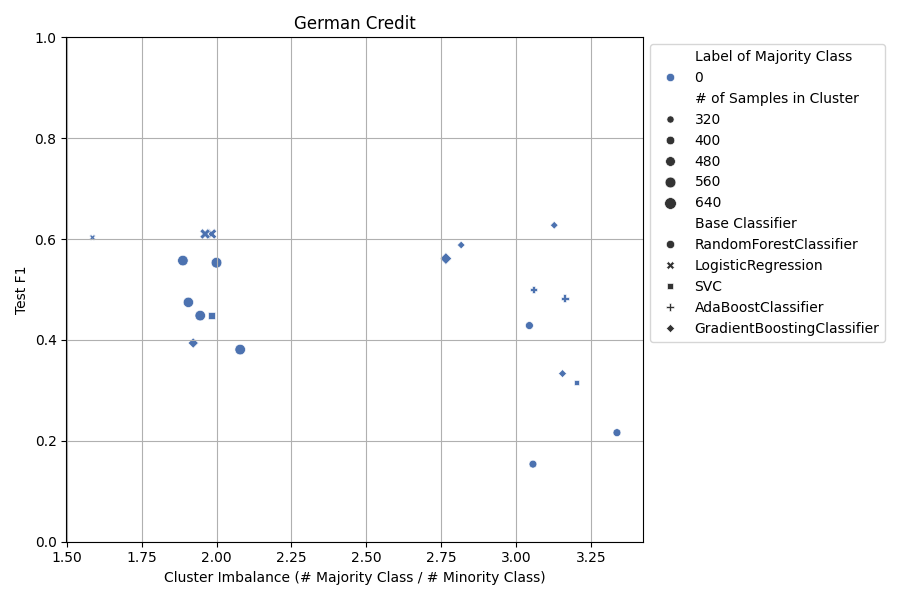 German Credit
1.0
0.8
0.6
0.4
0.2
0.0
Test F1
1.50 1.75 2.00 2.25 2.50 2.75 3.00 3.25
Cluster Imbalance (# Majority Class / # Minority Class)
Label of Majority Class
0
# of Samples in Cluster
320
400
480
560
640
Base Classifier
RandomForestClassifier
LogisticRegression
SVC
AdaBoostClassifier
GradientBoostingClassifier